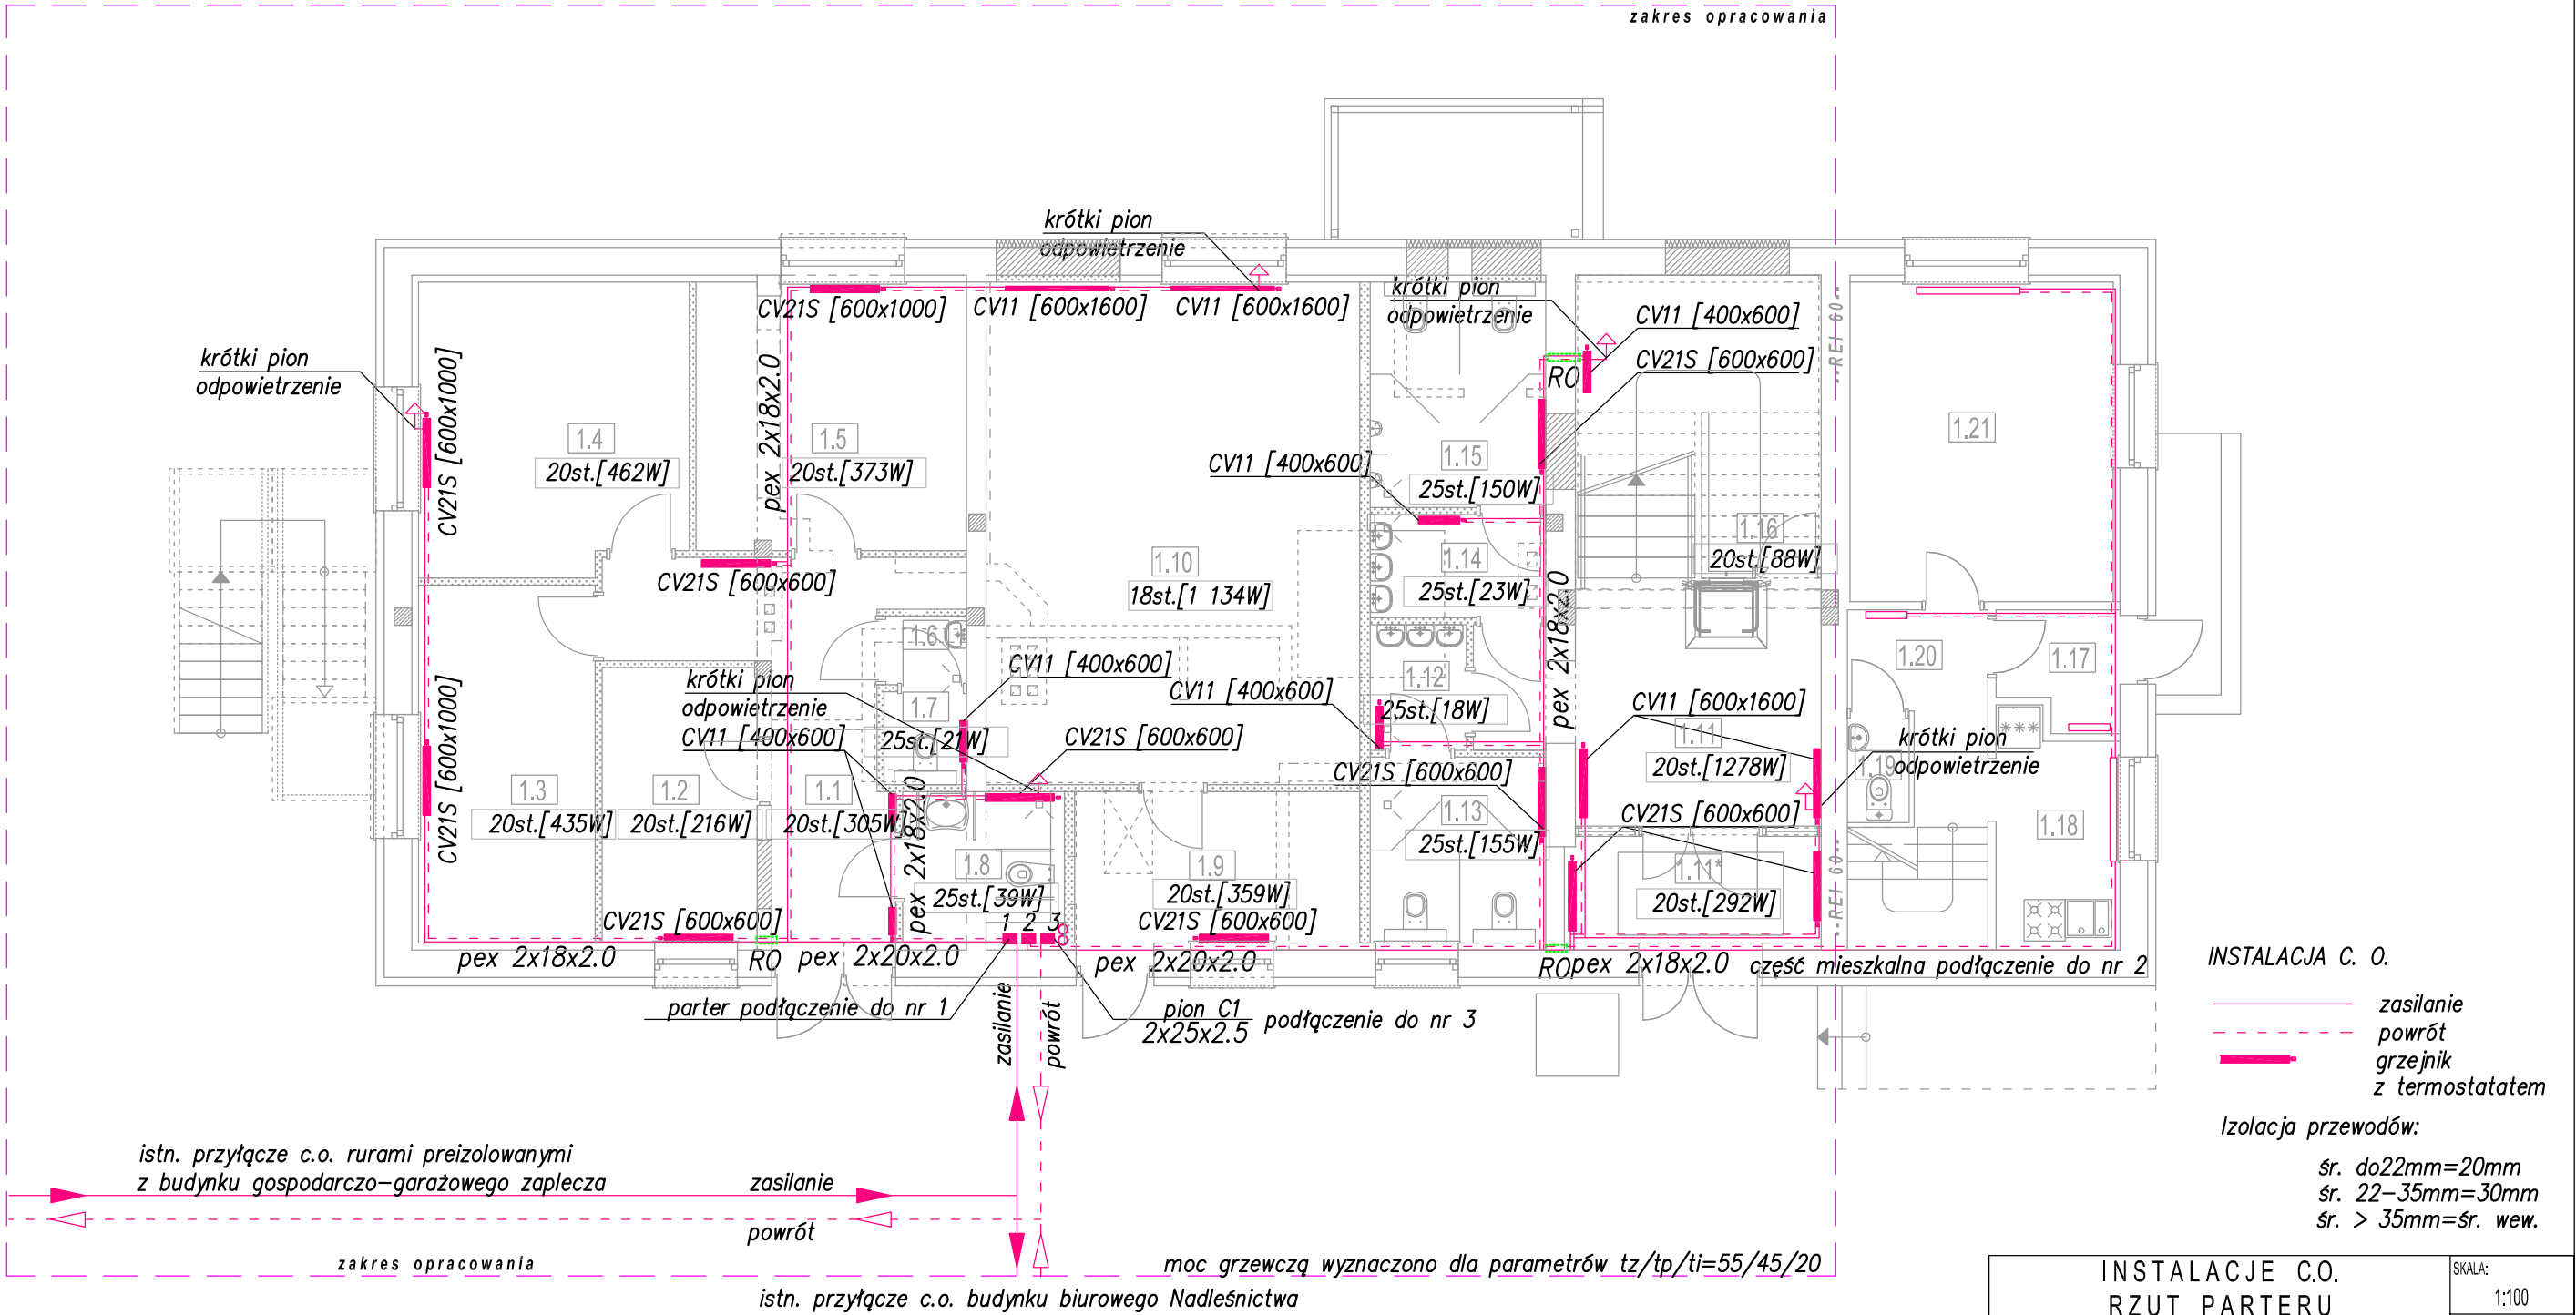 zakres opracowania
krótki pion
odpowietrzenie
krótki pion
odpowietrzenie
CV21S [600x1000]
CV11 [600x1600]
CV11 [600x1600]
CV11 [400x600]
CV21S [600x600]
krótki pion
odpowietrzenie
CV21S [600x1000]
pex 2x18x2.0
RO
--REI 60--
1.4
20st.[462W]
1.5
20st.[373W]
CV11 [400x600]
1.15
25st.[150W]
1.21
1.16
20st.[88W]
CV21S [600x600]
1.10
18st.[1 134W]
1.14
25st.[23W]
pex 2x18x2.0
1.6
krótki pion
odpowietrzenie
CV11 [400x600]
CV11 [400x600]
CV11 [400x600]
1.7
25st.[21W]
CV21S [600x600]
1.12
25st.[18W]
CV21S [600x600]
CV11 [600x1600]
1.11
20st.[1278W]
CV21S [600x600]
1.20
1.17
krótki pion
odpowietrzenie
1.19
1.18
CV21S [600x1000]
1.3
20st.[435W]
1.2
20st.[216W]
1.1
20st.[305W]
pex 2x18x2.0
1.8
25st.[39W]
1.9
20st.[359W]
1.13
25st.[155W]
1.11*
20st.[292W]
--REI 60--
CV21S [600x600]
1 2 3
CV21S [600x600]
pex 2x18x2.0
RO
pex 2x20x2.0
pex 2x20x2.0
RO
pex 2x18x2.0
część mieszkalna podłączenie do nr 2
parter podłączenie do nr 1
zasilanie
powrót
pion C1
2x25x2.5
podłączenie do nr 3
INSTALACJA C. O.
zasilanie
powrót
grzejnik
z termostatatem
Izolacja przewodów:
śr. do22mm=20mm
śr. 22-35mm=30mm
śr. > 35mm=śr. wew.
istn. przyłącze c.o. rurami preizolowanymi
z budynku gospodarczo-garażowego zaplecza
zasilanie
powrót
zakres opracowania
moc grzewczą wyznaczono dla parametrów tz/tp/ti=55/45/20
istn. przyłącze c.o. budynku biurowego Nadleśnictwa
INSTALACJE C.O.
RZUT PARTERU
SKALA:
1:100